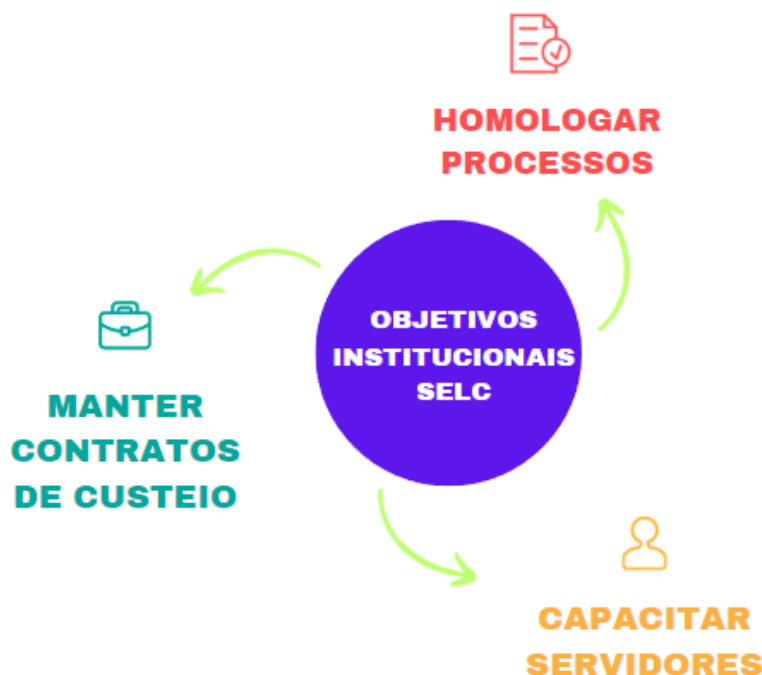 HOMOLOGAR
PROCESSOS
OBJETIVOS
INSTITUCIONAIS
SELC
MANTER
CONTRATOS
DE CUSTEIO
CAPACITAR
SERVIDORES